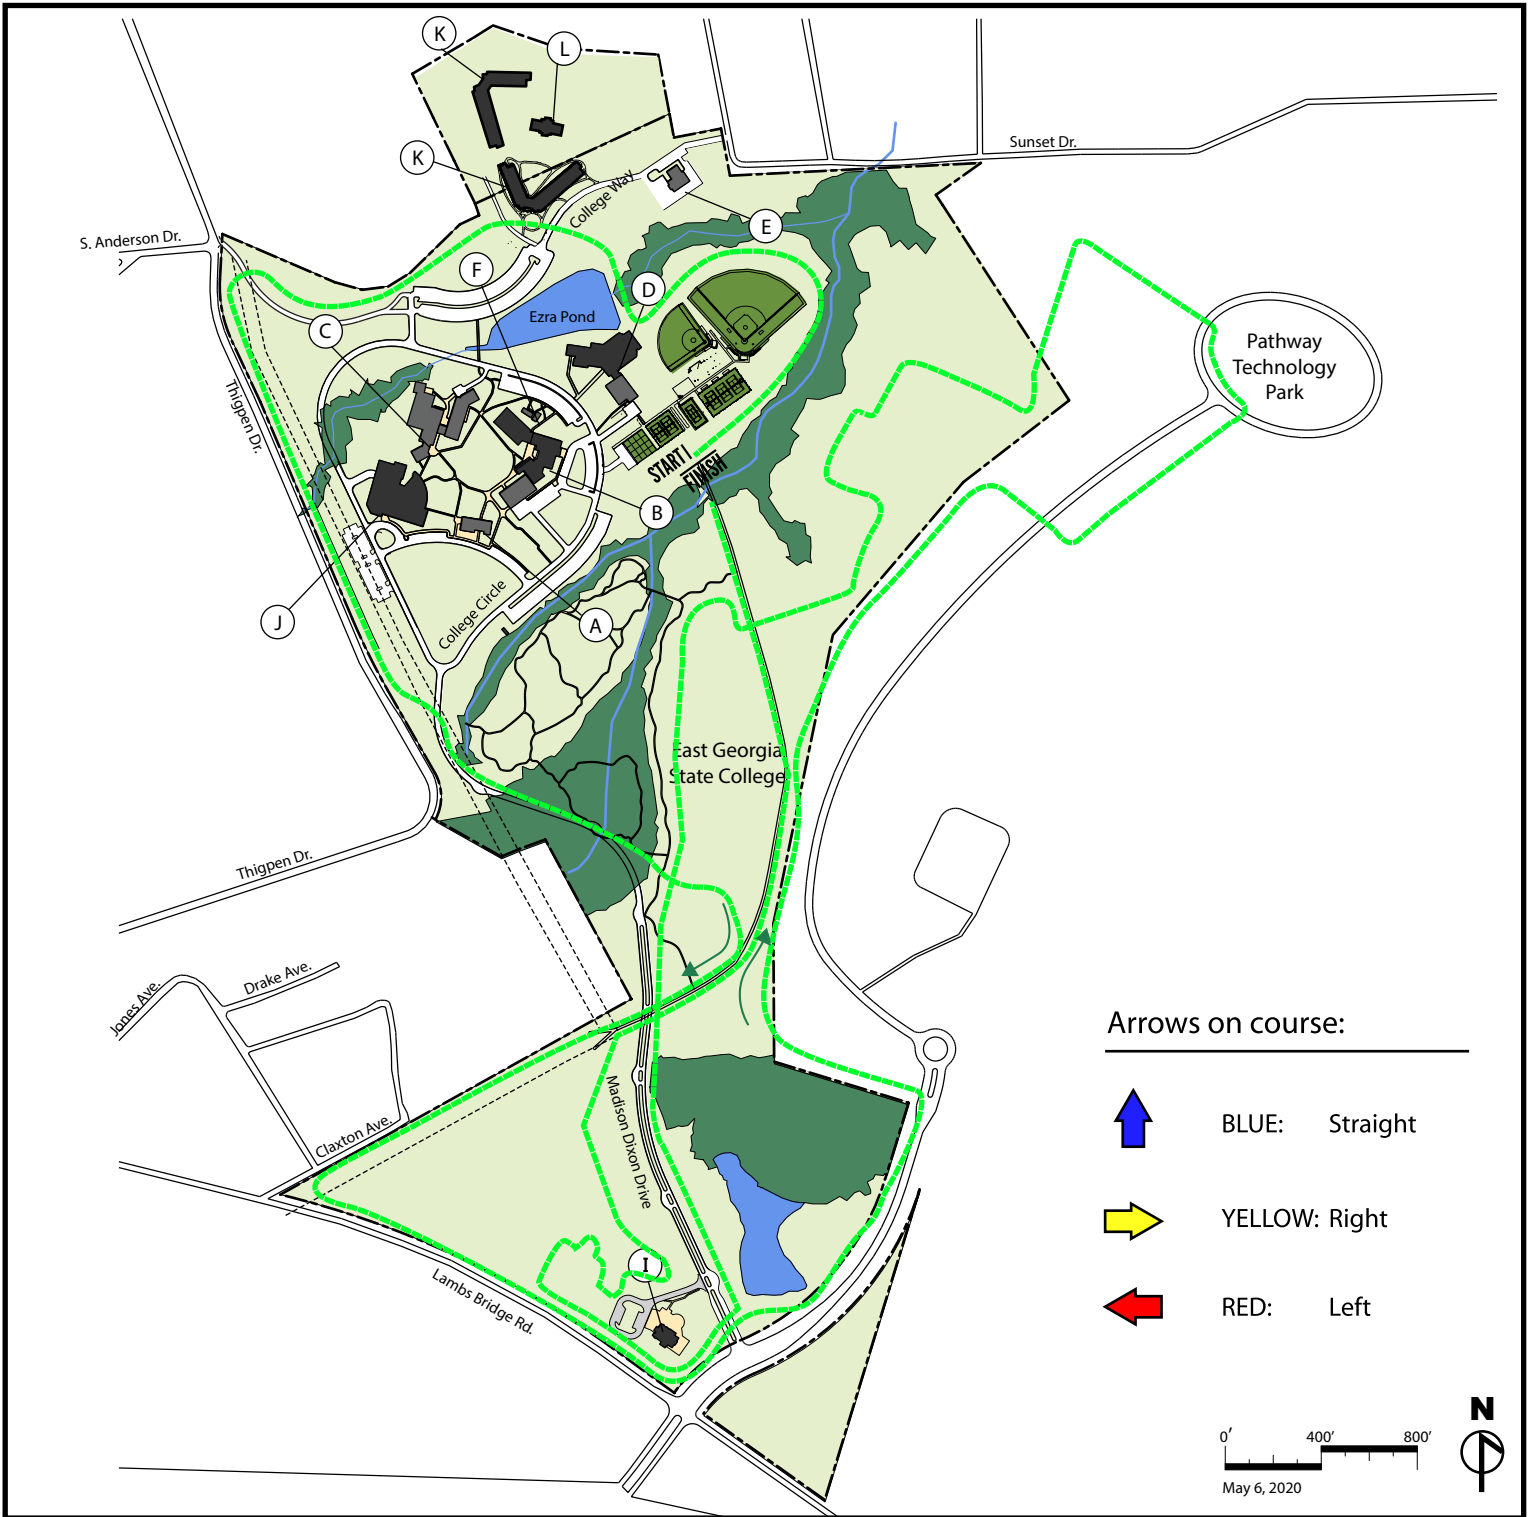 K
L
K
Sunset Dr.
College Way
S. Anderson Dr.
E
F
D
C
Ezra Pond
Pathway
Technology
Park
Thigpen Dr.
START |
FINISH
B
College Circle
J
A
East Georgia
State College
Thigpen Dr.
Drake Ave.
Jones Ave.
Claxton Ave.
Madison Dixon Drive
I
Lambs Bridge Rd.
Arrows on course:
BLUE: Straight
YELLOW: Right
RED: Left
N
0' 400' 800'
May 6, 2020